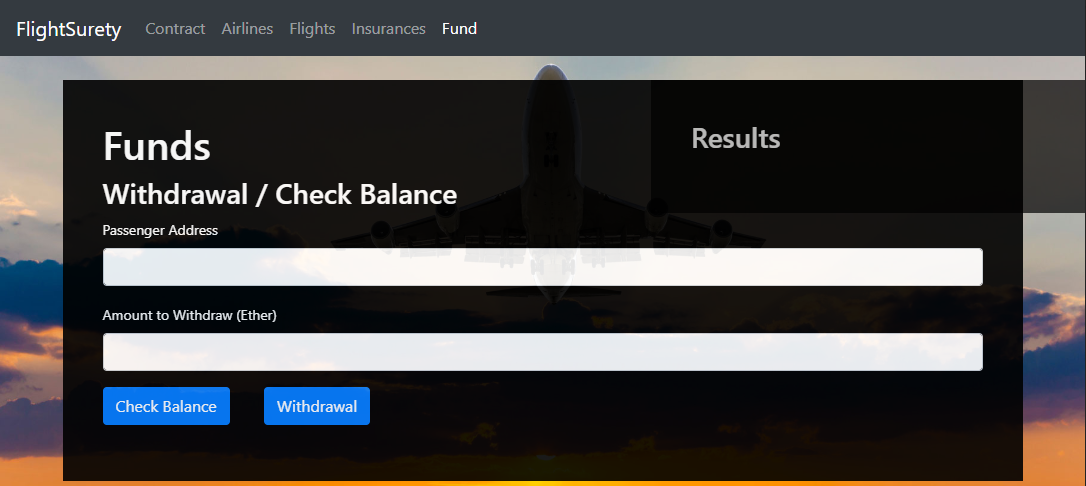 FlightSurety Contract Airlines Flights Insurances Fund
Funds
Withdrawal / Check Balance
Passenger Address
Amount to Withdraw (Ether)
Check Balance Withdrawal
Results